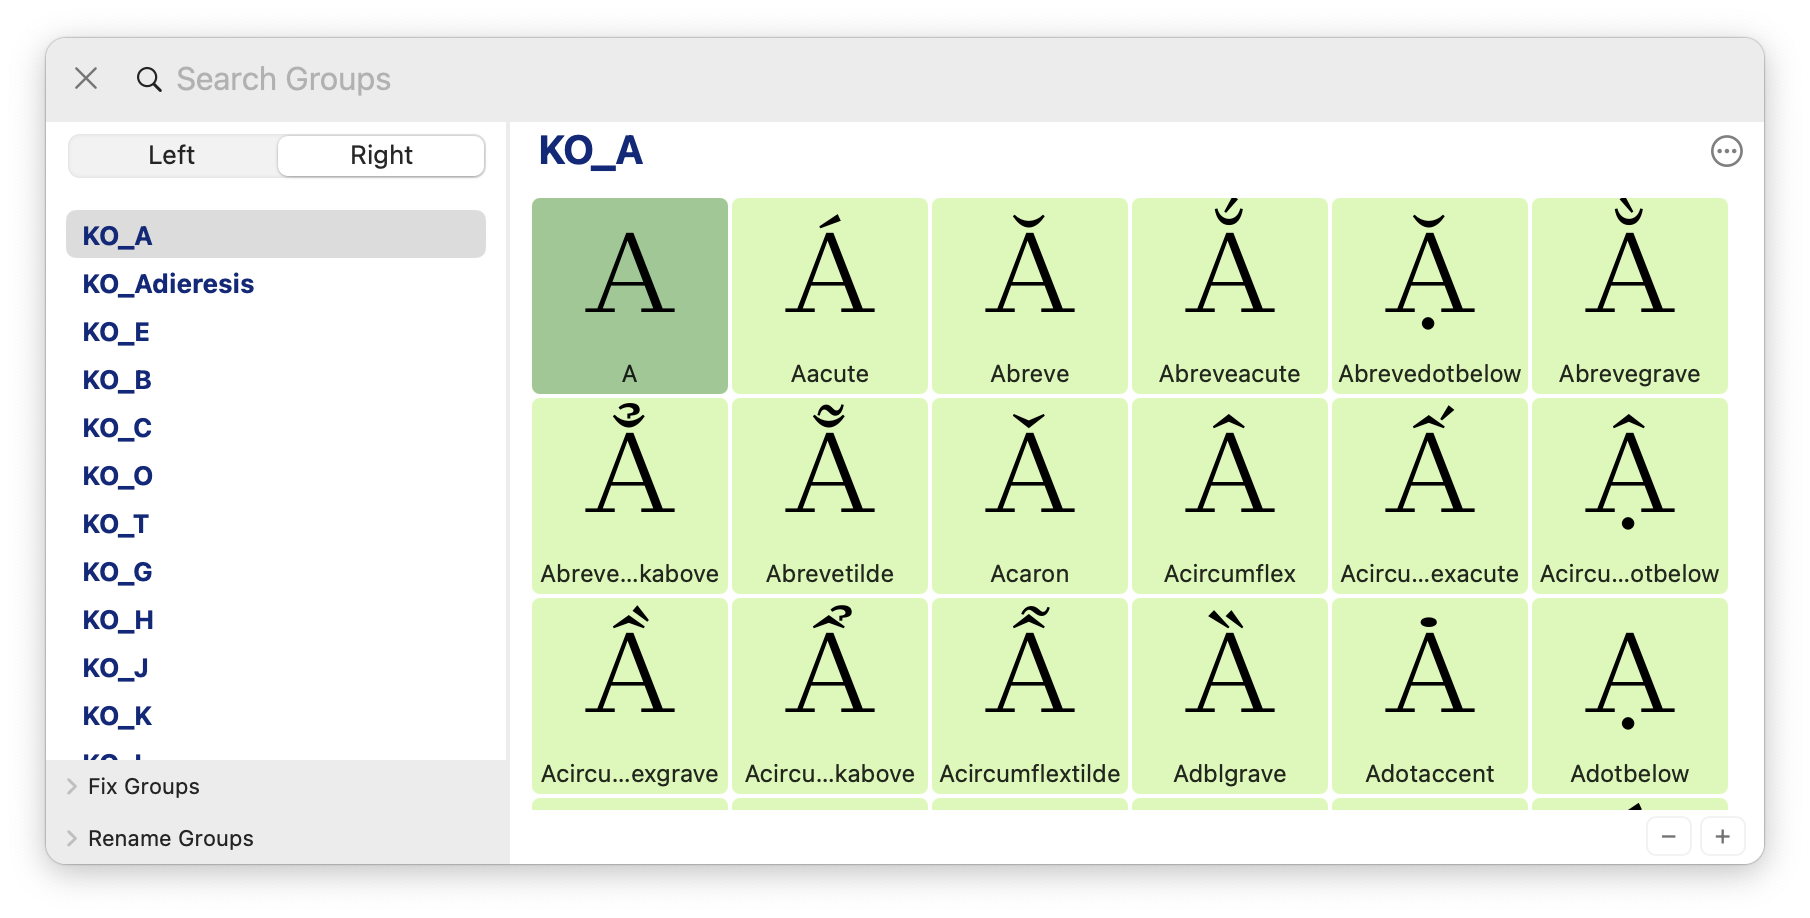 Search Groups
Left Right
KO_A
KO_Adieresis
KO_E
KO_B
KO_C
KO_O
KO_T
KO_G
KO_H
KO_J
KO_K
Fix Groups
Rename Groups
KO_A
A Á Ă Ắ Ặ Ằ
A Aacute Abreve Abreveacute Abrevedotbelow Abrevegrave
Ẳ Ẵ Ǎ Â Ấ Ậ
Abreve...kabove Abrevetilde Acaron Acircumflex Acircu...exacute Acircu...otbelow
Ầ Ẩ Ẫ Ȁ Ȧ Ạ
Acircu...exgrave Acircu...kabove Acircumflextilde Adblgrave Adotaccent Adotbelow